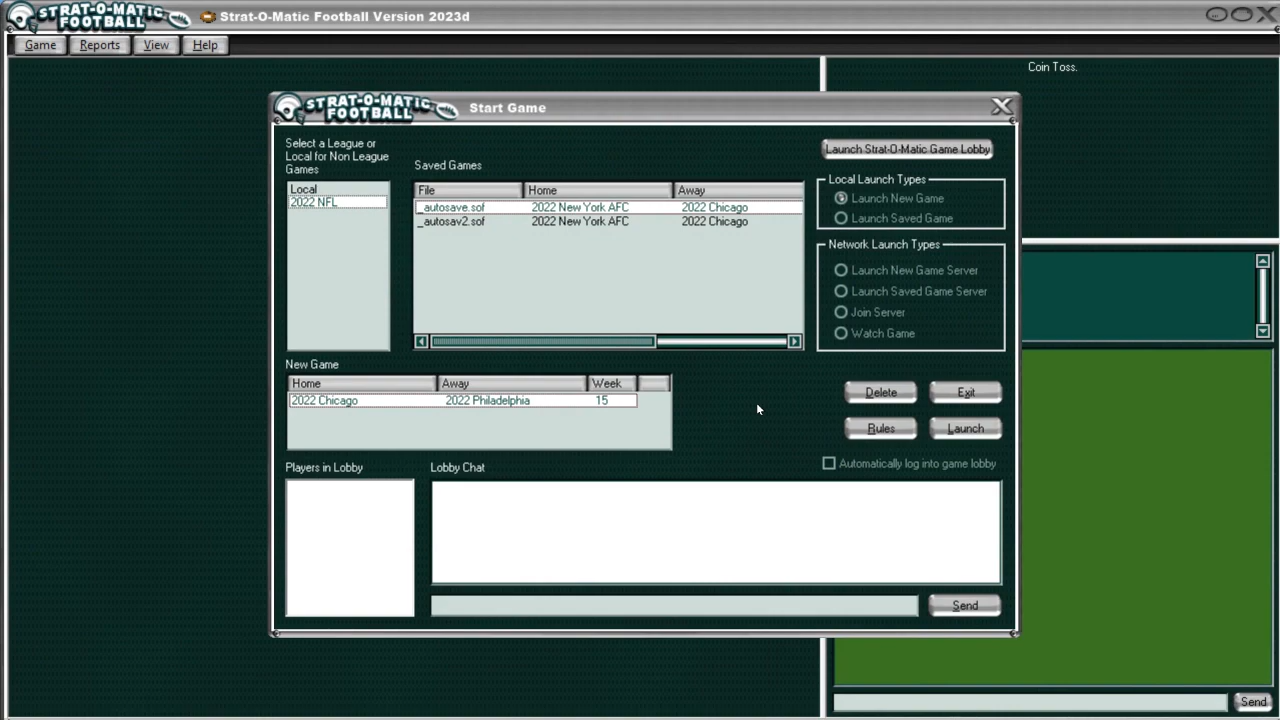 STRAT-O-MATIC FOOTBALL
Strat-O-Matic Football Version 2023d
Game Reports View Help
Coin Toss.
STRAT-O-MATIC FOOTBALL
Start Game
Select a League or
Local for Non League
Games
Saved Games
Launch Strat-O-Matic Game Lobby
Local
2022 NFL
File Home Away
_autosave.sof 2022 New York AFC 2022 Chicago
_autosav2.sof 2022 New York AFC 2022 Chicago
Local Launch Types
Launch New Game
Launch Saved Game
Network Launch Types
Launch New Game Server
Launch Saved Game Server
Join Server
Watch Game
New Game
Home Away Week
2022 Chicago 2022 Philadelphia 15
Delete Exit
Rules Launch
Automatically log into game lobby
Players in Lobby
Lobby Chat
Send
Send